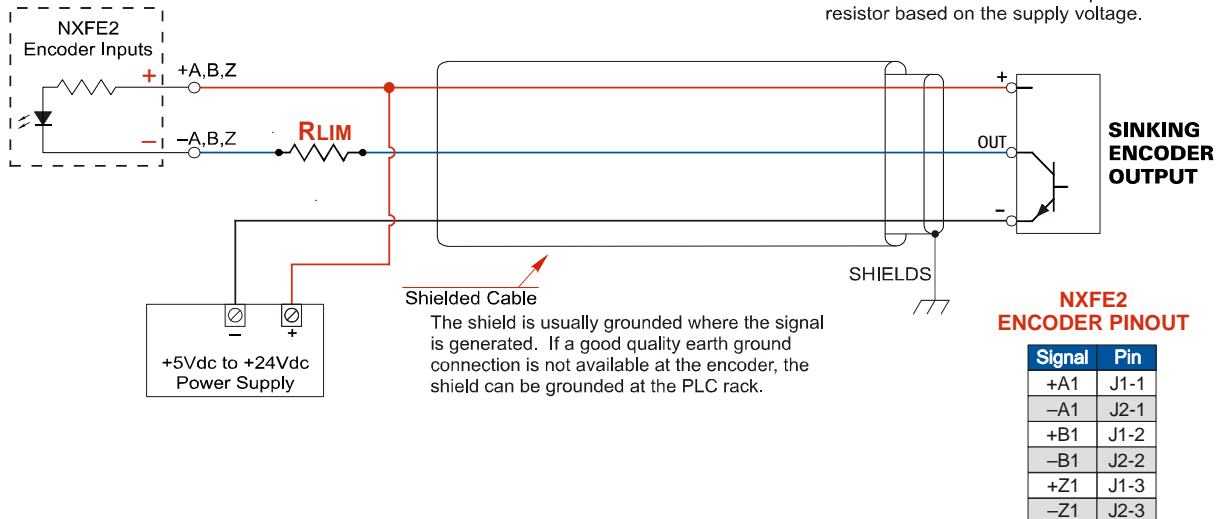 resistor based on the supply voltage.
NXFE2
Encoder Inputs
+
+A,B,Z
–
–A,B,Z
RLIM
+
OUT
-
SINKING
ENCODER
OUTPUT
SHIELDS
Shielded Cable
The shield is usually grounded where the signal
is generated. If a good quality earth ground
connection is not available at the encoder, the
shield can be grounded at the PLC rack.
– +
+5Vdc to +24Vdc
Power Supply
NXFE2
ENCODER PINOUT
Signal Pin
+A1 J1-1
–A1 J2-1
+B1 J1-2
–B1 J2-2
+Z1 J1-3
–Z1 J2-3